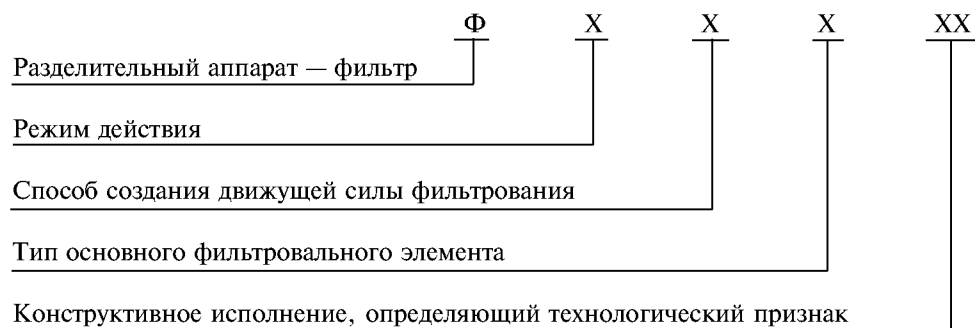 Ф Х Х Х ХХ
Разделительный аппарат — фильтр
Режим действия
Способ создания движущей силы фильтрования
Тип основного фильтровального элемента
Конструктивное исполнение, определяющий технологический признак